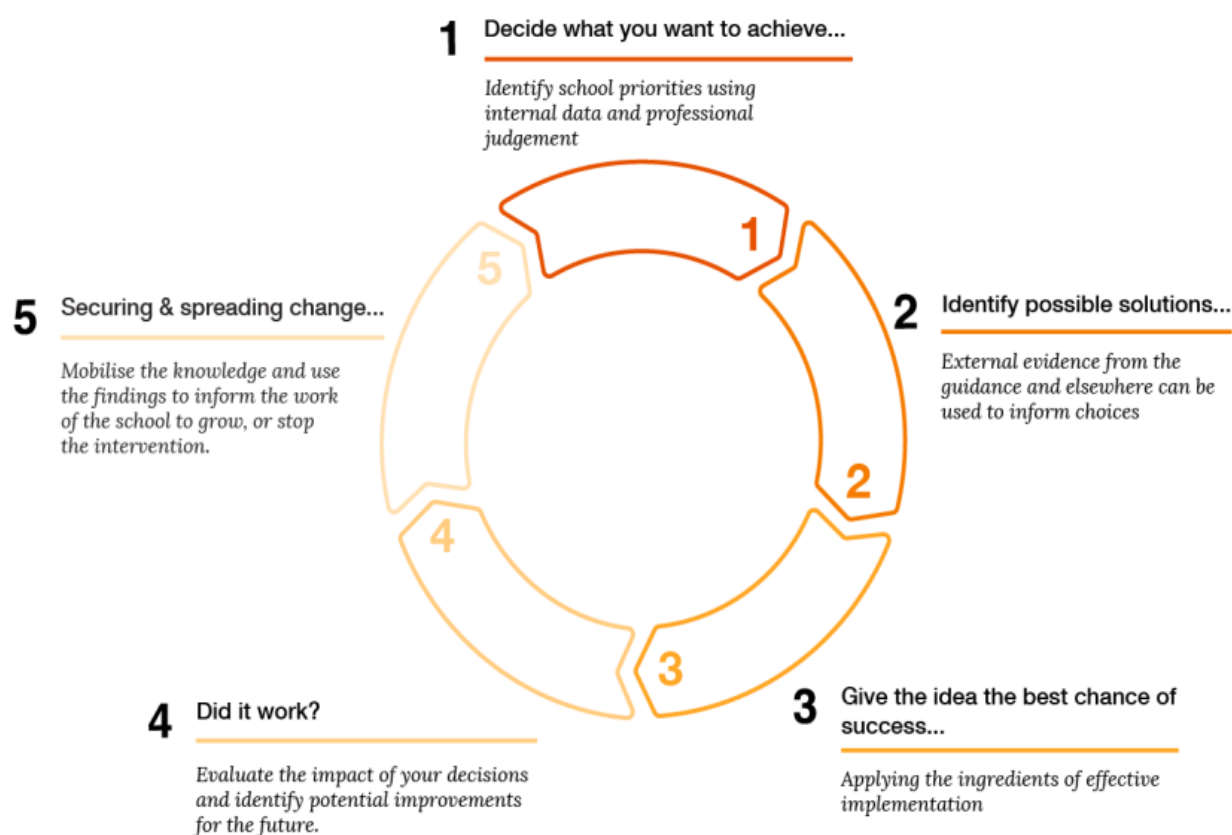 1 Decide what you want to achieve...
Identify school priorities using
internal data and professional
judgement
1
2 Identify possible solutions...
External evidence from the
guidance and elsewhere can be
used to inform choices
2
3 Give the idea the best chance of
success...
Applying the ingredients of effective
implementation
3
4 Did it work?
Evaluate the impact of your decisions
and identify potential improvements
for the future.
4
5 Securing & spreading change...
Mobilise the knowledge and use
the findings to inform the work
of the school to grow, or stop
the intervention.
5